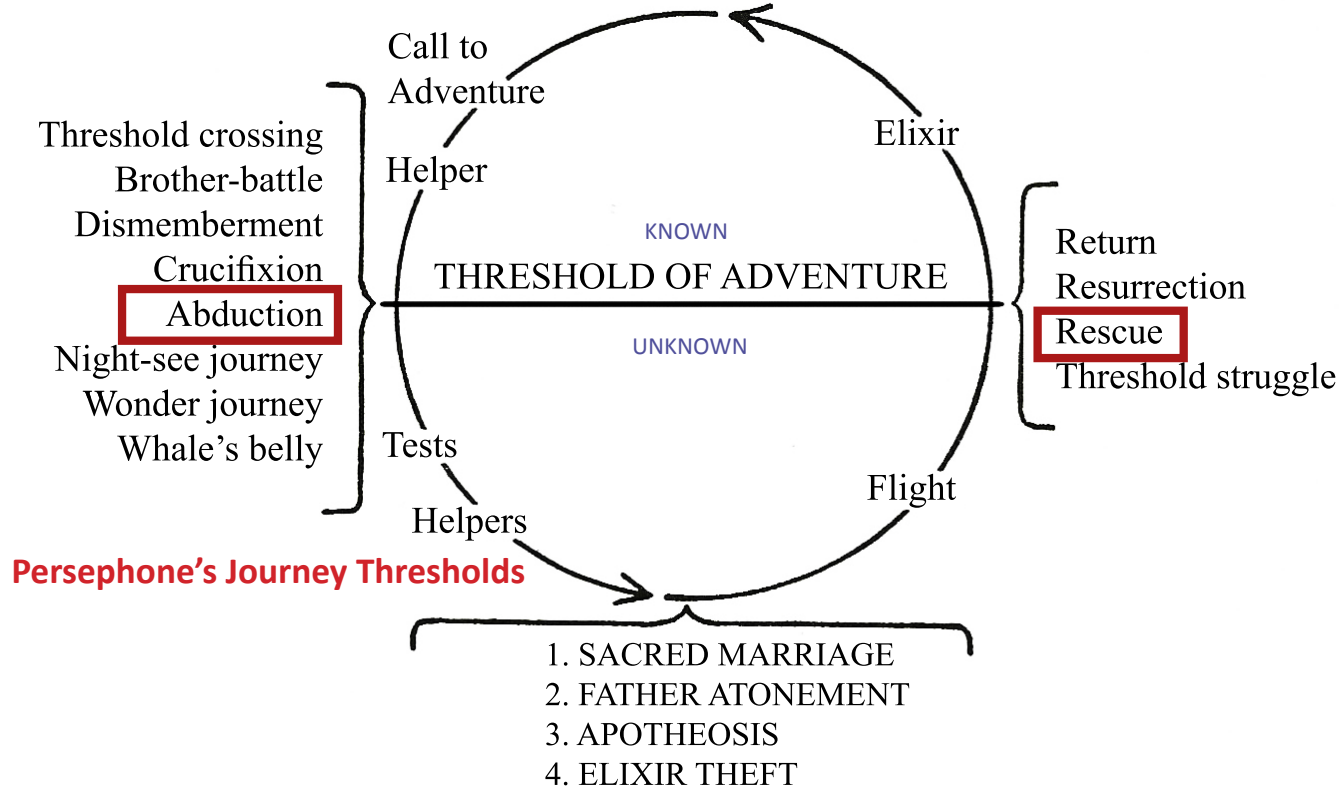 Call to
Adventure
Helper
Threshold crossing
Brother-battle
Dismemberment
Crucifixion
Abduction
Night-see journey
Wonder journey
Whale’s belly
Elixir
KNOWN
THRESHOLD OF ADVENTURE
UNKNOWN
Return
Resurrection
Rescue
Threshold struggle
Tests
Helpers
Flight
Persephone’s Journey Thresholds
1. SACRED MARRIAGE
2. FATHER ATONEMENT
3. APOTHEOSIS
4. ELIXIR THEFT